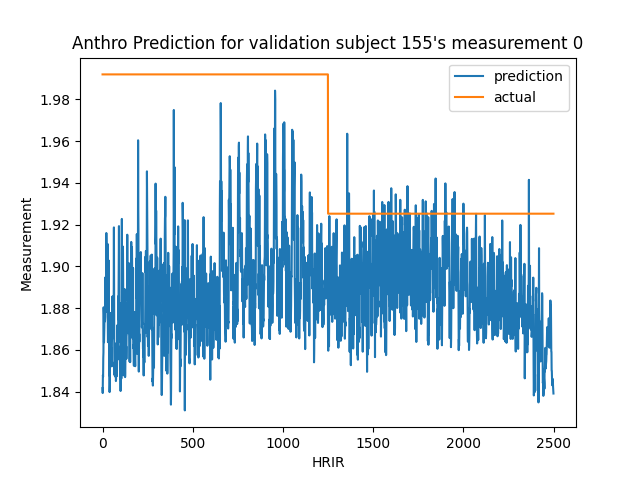 Anthro Prediction for validation subject 155's measurement 0
prediction
actual
Measurement
1.98
1.96
1.94
1.92
1.90
1.88
1.86
1.84
0
500
1000
1500
2000
2500
HRIR